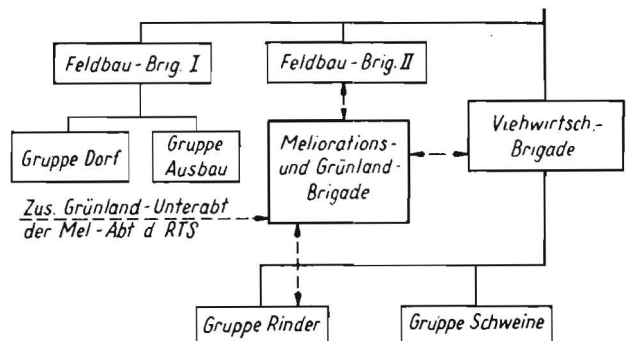 Feldbau-Brig. I
Feldbau-Brig. II
Viehwirtsch.-
Brigade
Gruppe Dorf
Gruppe
Ausbau
Meliorations-
und Grünland-
Brigade
Zus. Grünland-Unterabt
der Mel-Abt d RTS
Gruppe Rinder
Gruppe Schweine